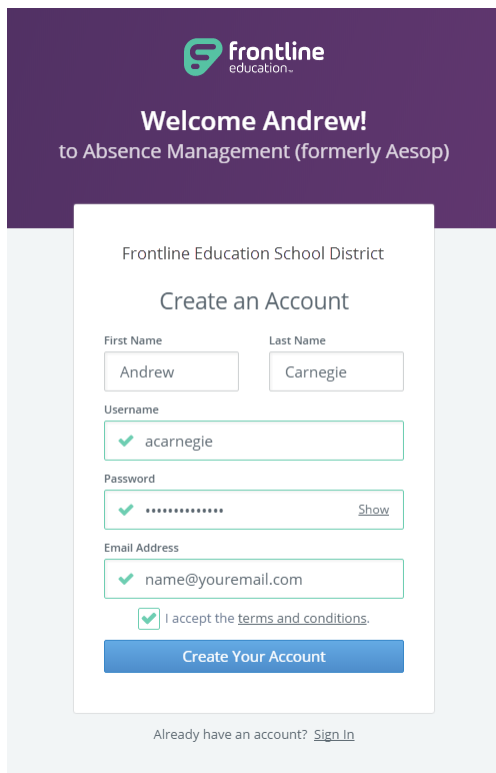 frontline
education™
Welcome Andrew!
to Absence Management (formerly Aesop)
Frontline Education School District
Create an Account
First Name Last Name
Andrew Carnegie
Username
acarnegie
Password
•••••••••••••• Show
Email Address
name@youremail.com
I accept the terms and conditions.
Create Your Account
Already have an account? Sign In